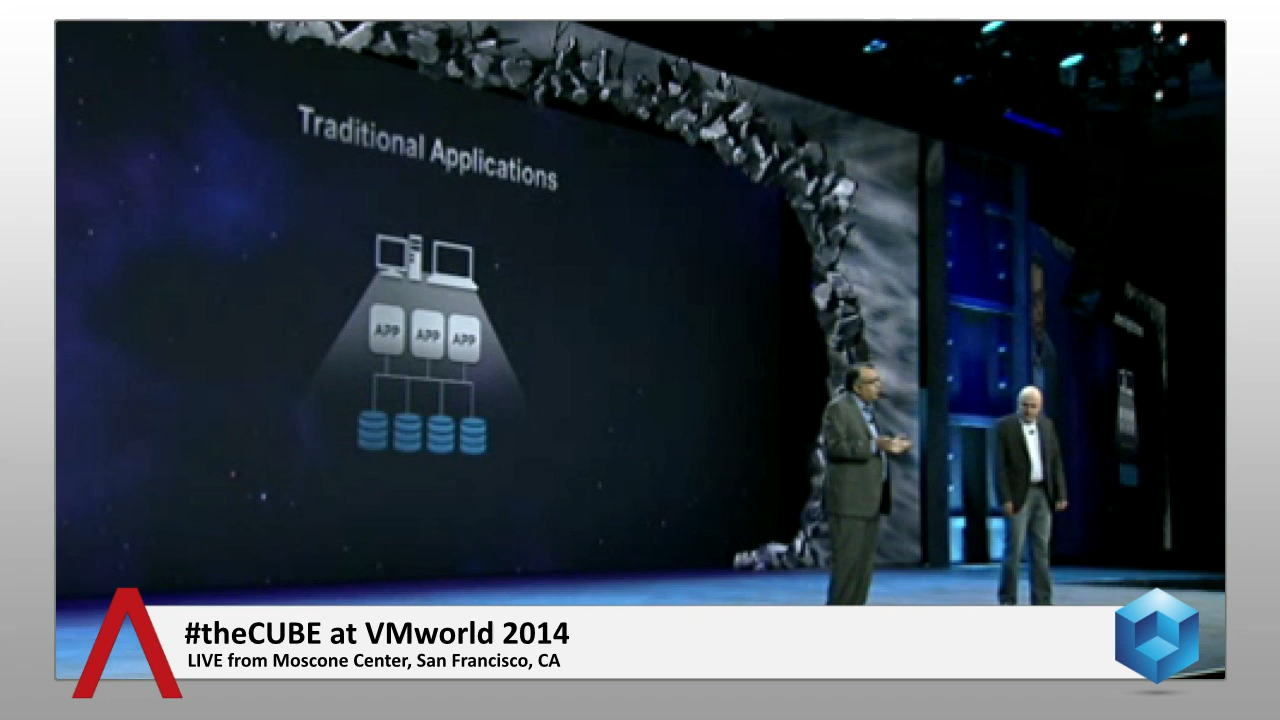 Traditional Applications
APP APP APP
#theCUBE at VMworld 2014
LIVE from Moscone Center, San Francisco, CA